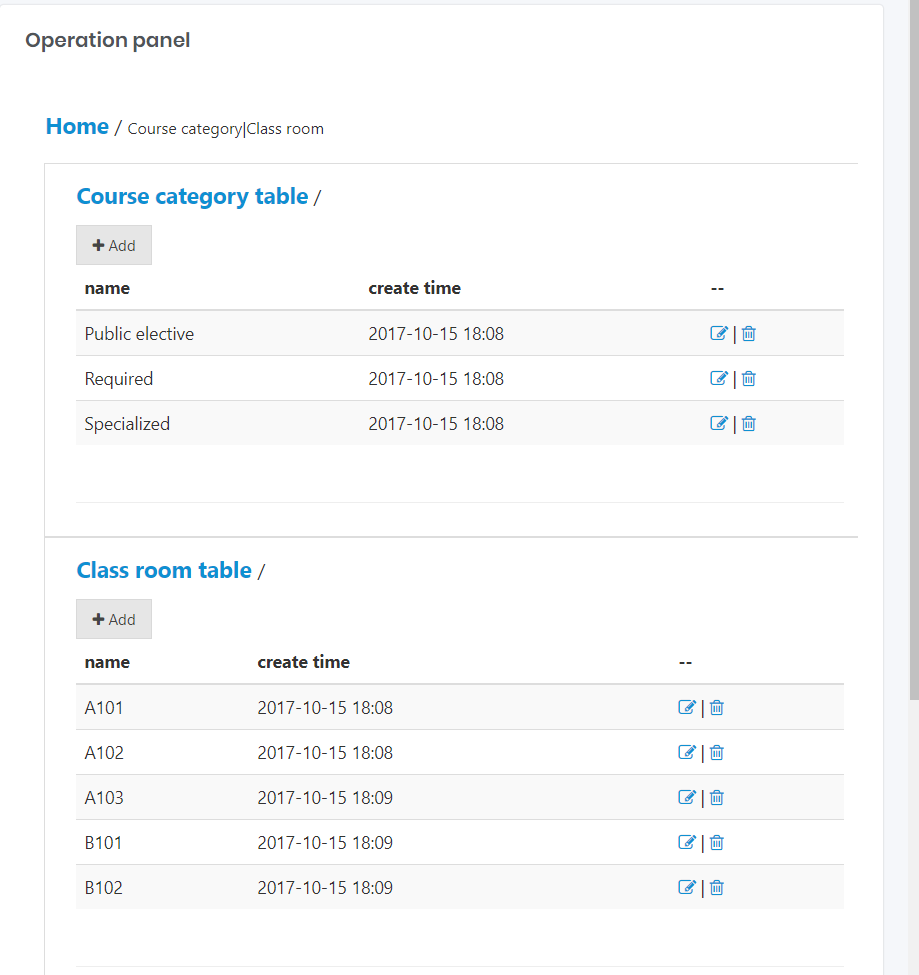 Operation panel
Home / Course category|Class room
Course category table /
Add
name create time --
Public elective 2017-10-15 18:08 |
Required 2017-10-15 18:08 |
Specialized 2017-10-15 18:08 |
Class room table /
Add
name create time --
A101 2017-10-15 18:08 |
A102 2017-10-15 18:08 |
A103 2017-10-15 18:09 |
B101 2017-10-15 18:09 |
B102 2017-10-15 18:09 |